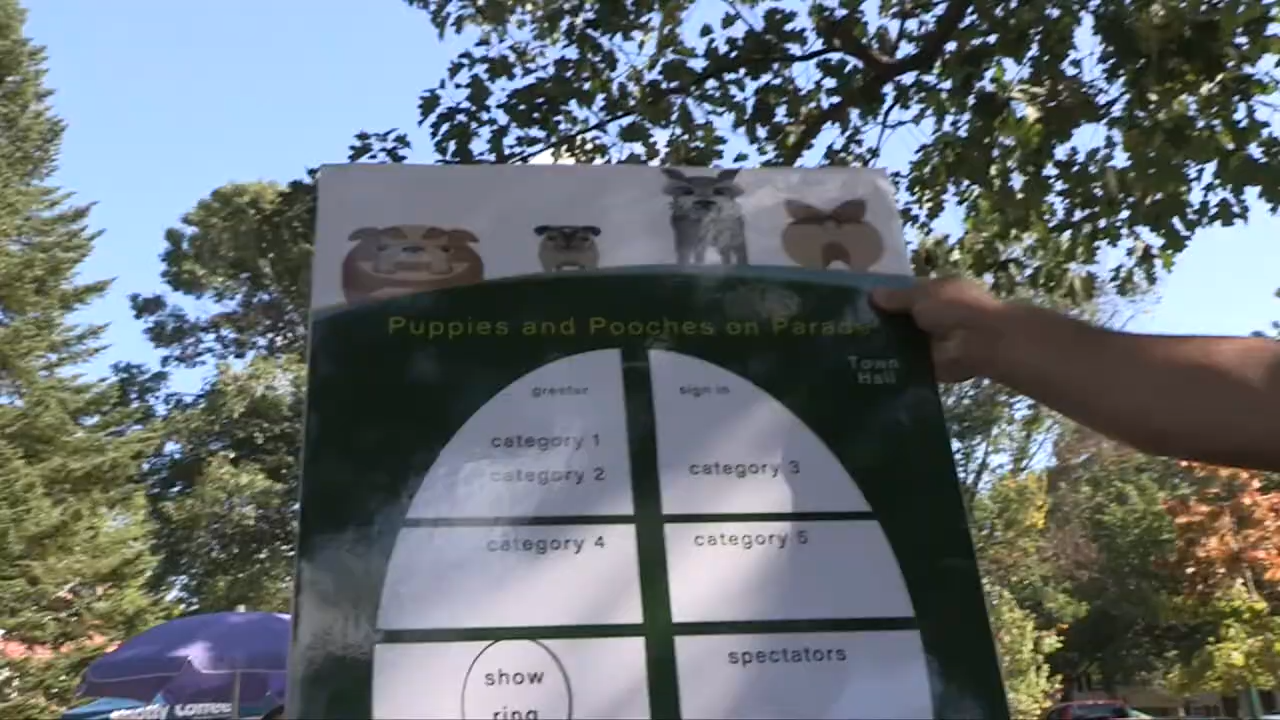 Puppies and Pooches on Parade
Town
Hall
greeter
sign in
category 1
category 2
category 3
category 4
category 5
show
ring
spectators
coffee